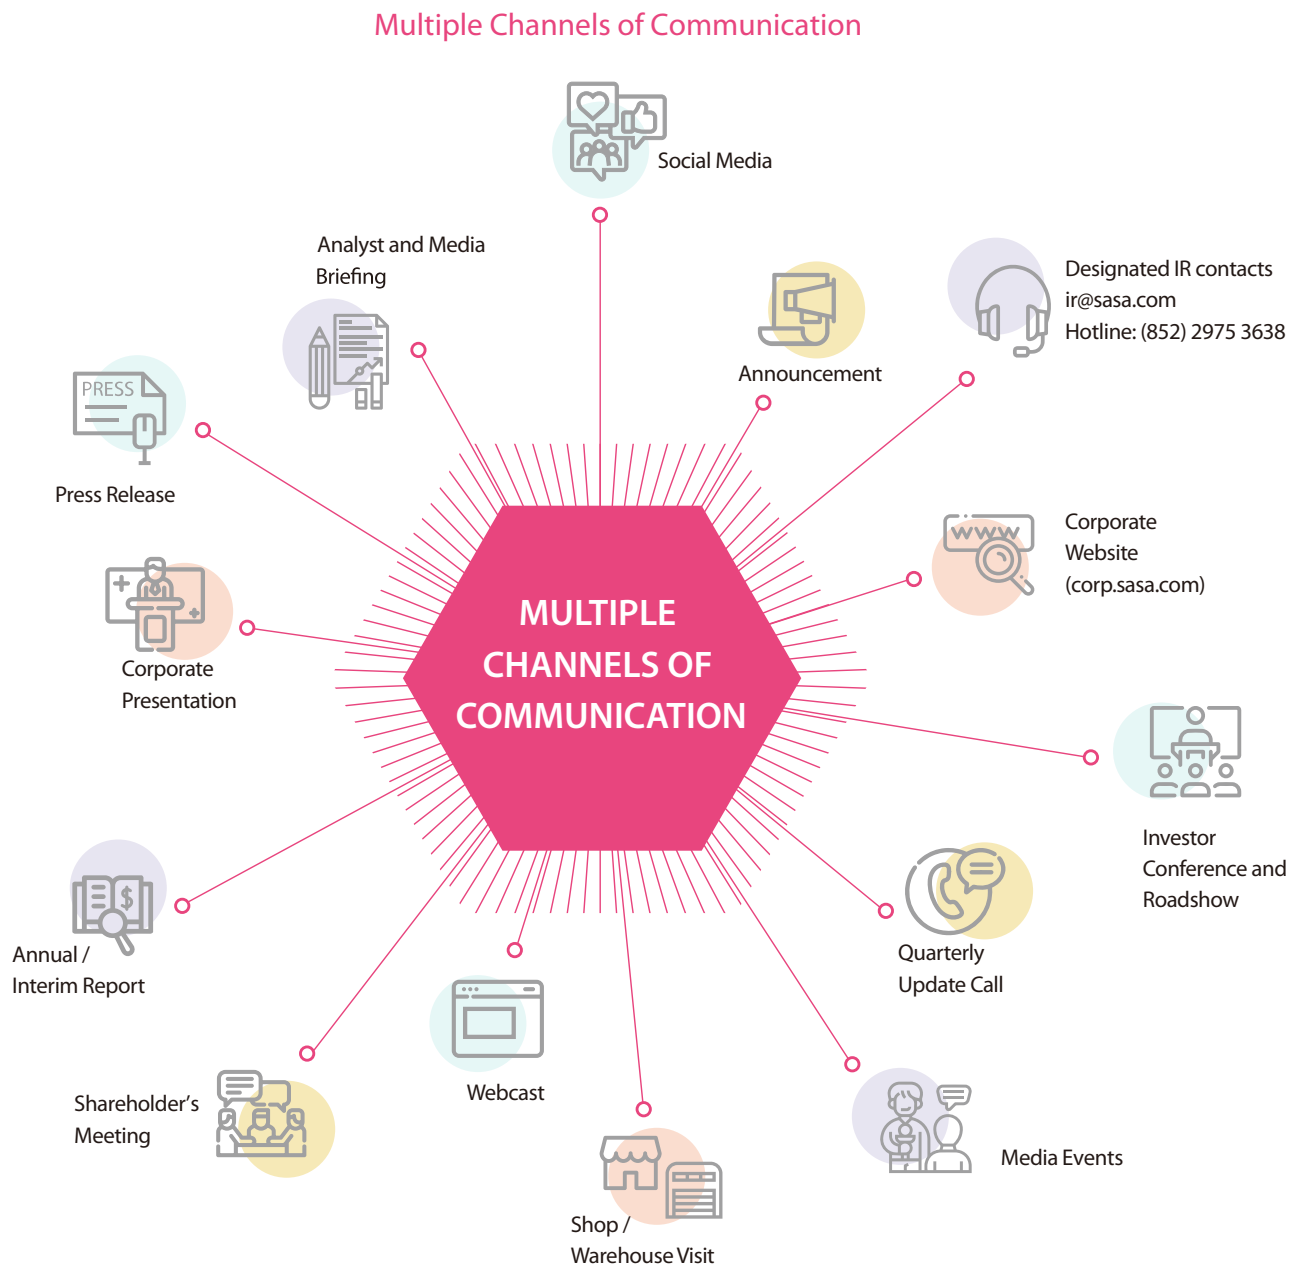 Multiple Channels of Communication
Social Media
Analyst and Media
Briefing
Announcement
Designated IR contacts
ir@sasa.com
Hotline: (852) 2975 3638
PRESS
Press Release
Corporate
Website
(corp.sasa.com)
www
MULTIPLE
CHANNELS OF
COMMUNICATION
Corporate
Presentation
Investor
Conference and
Roadshow
$
Annual /
Interim Report
Quarterly
Update Call
Webcast
Shareholder’s
Meeting
Media Events
Shop /
Warehouse Visit